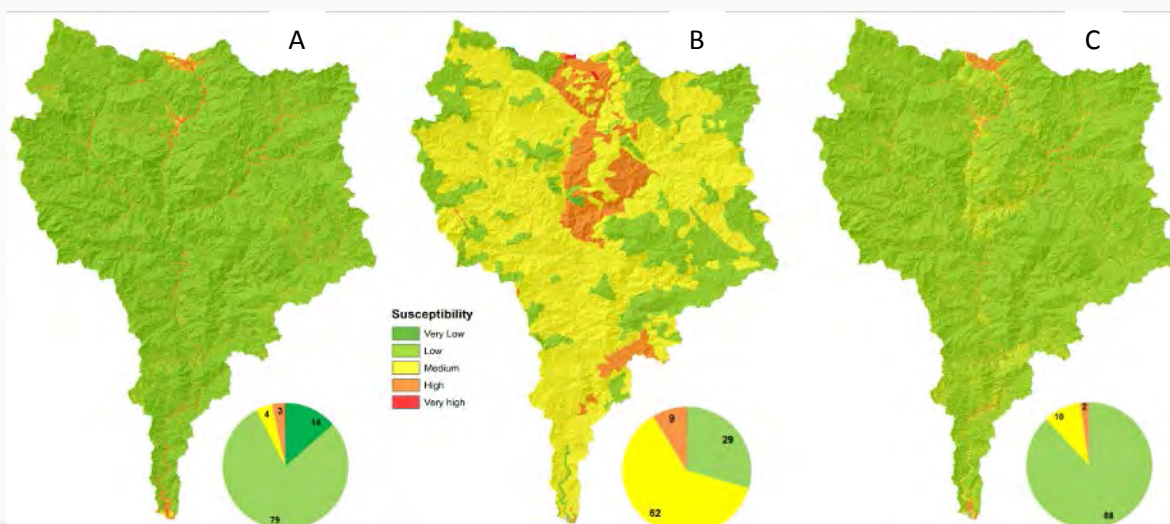 A
B
C
Susceptibility
Very Low
Low
Medium
High
Very high
4
3
14
79
9
29
62
10
2
88